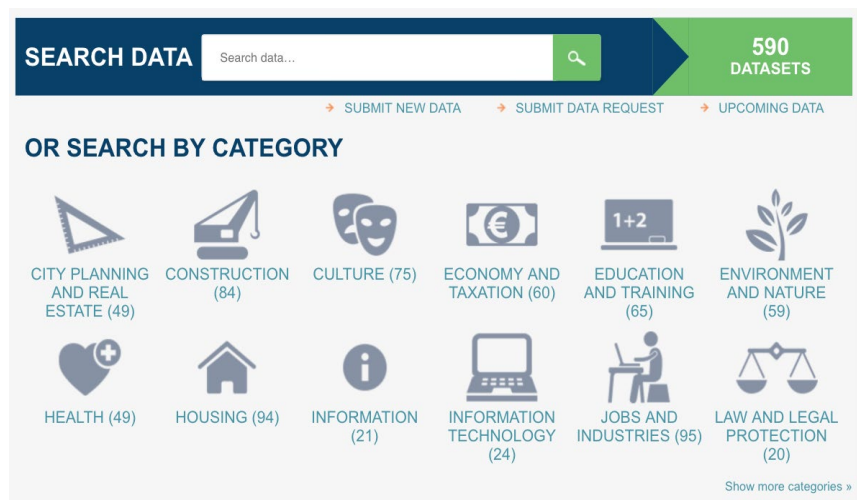 SEARCH DATA
Search data...
590
DATASETS
SUBMIT NEW DATA
SUBMIT DATA REQUEST
UPCOMING DATA
OR SEARCH BY CATEGORY
1+2
CITY PLANNING
AND REAL
ESTATE (49)
CONSTRUCTION
(84)
CULTURE (75)
ECONOMY AND
TAXATION (60)
EDUCATION
AND TRAINING
(65)
ENVIRONMENT
AND NATURE
(59)
HEALTH (49)
HOUSING (94)
INFORMATION
(21)
INFORMATION
TECHNOLOGY
(24)
JOBS AND
INDUSTRIES (95)
LAW AND LEGAL
PROTECTION
(20)
Show more categories »